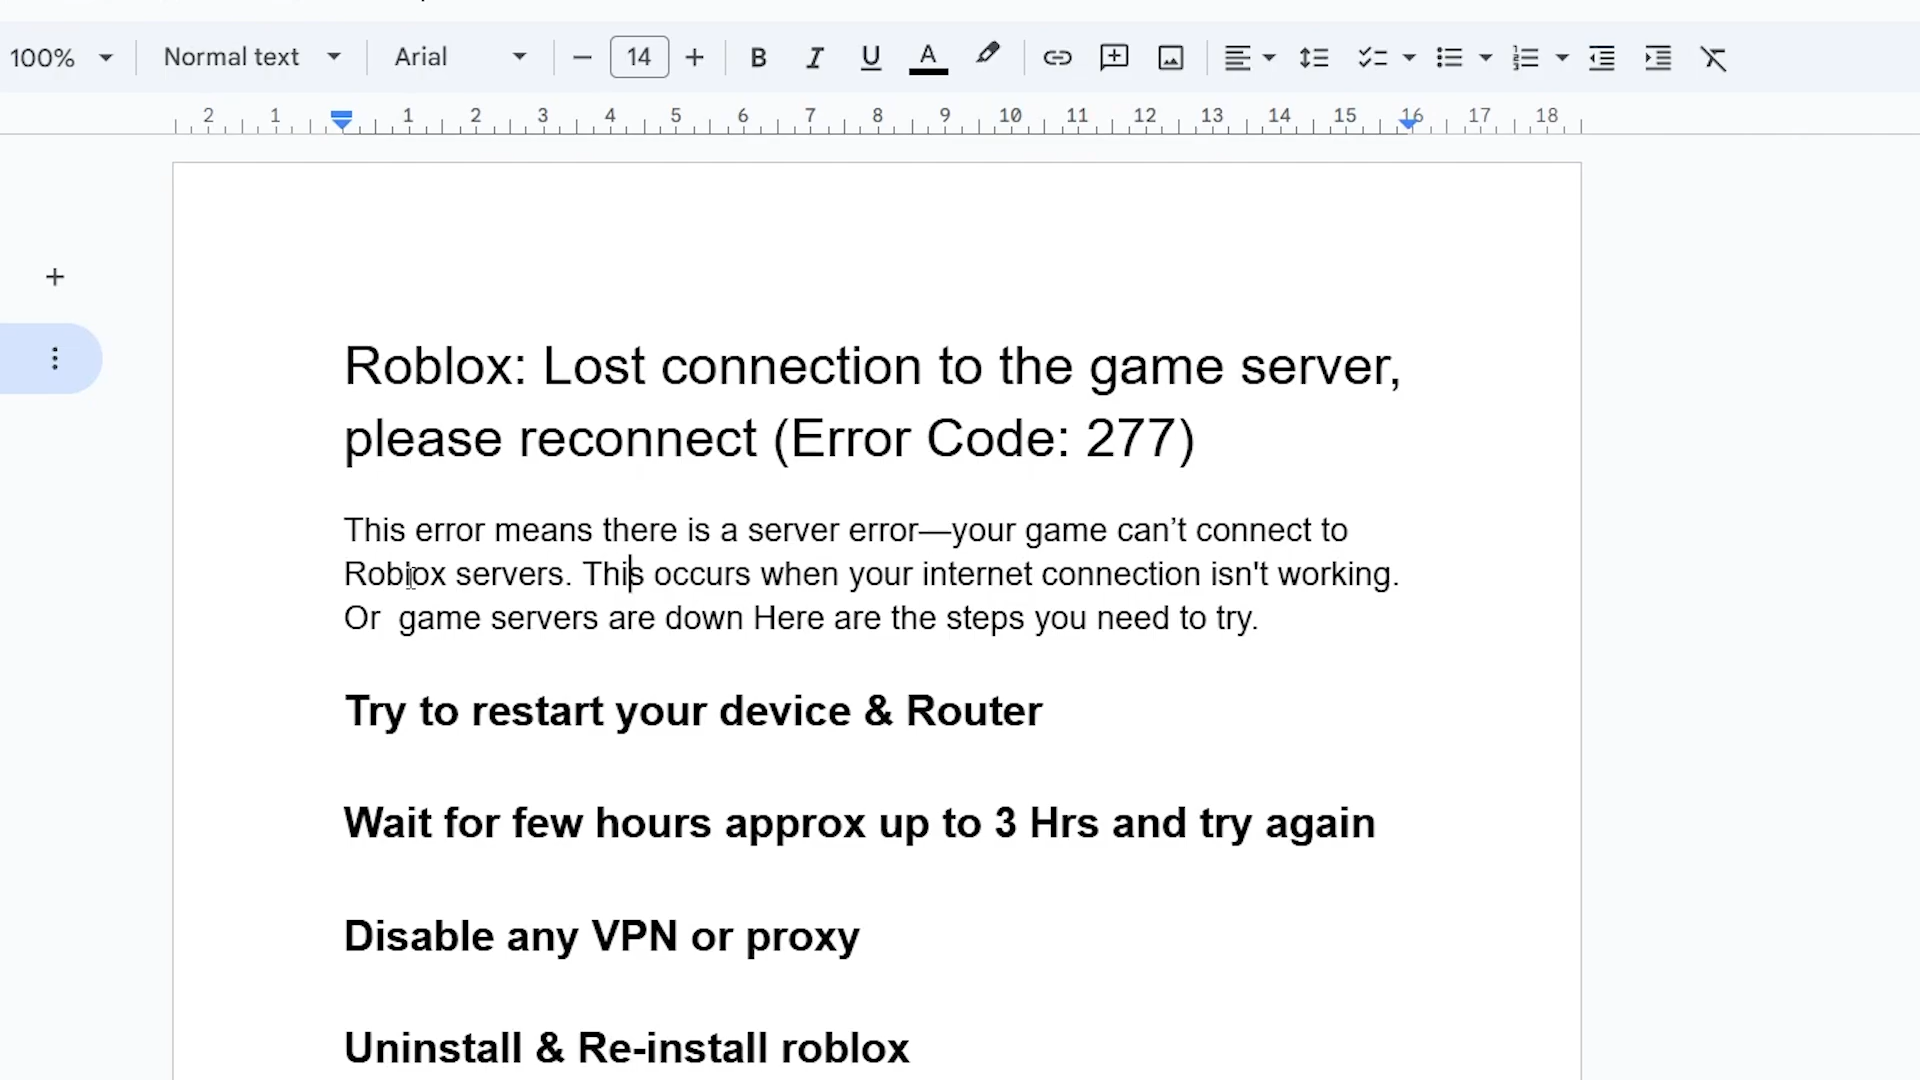 100% Normal text Arial 14
2 1 1 2 3 4 5 6 7 8 9 10 11 12 13 14 15 16 17 18
Roblox: Lost connection to the game server,
please reconnect (Error Code: 277)
This error means there is a server error—your game can’t connect to
Roblox servers. This occurs when your internet connection isn't working.
Or  game servers are down Here are the steps you need to try.
Try to restart your device & Router
Wait for few hours approx up to 3 Hrs and try again
Disable any VPN or proxy
Uninstall & Re-install roblox